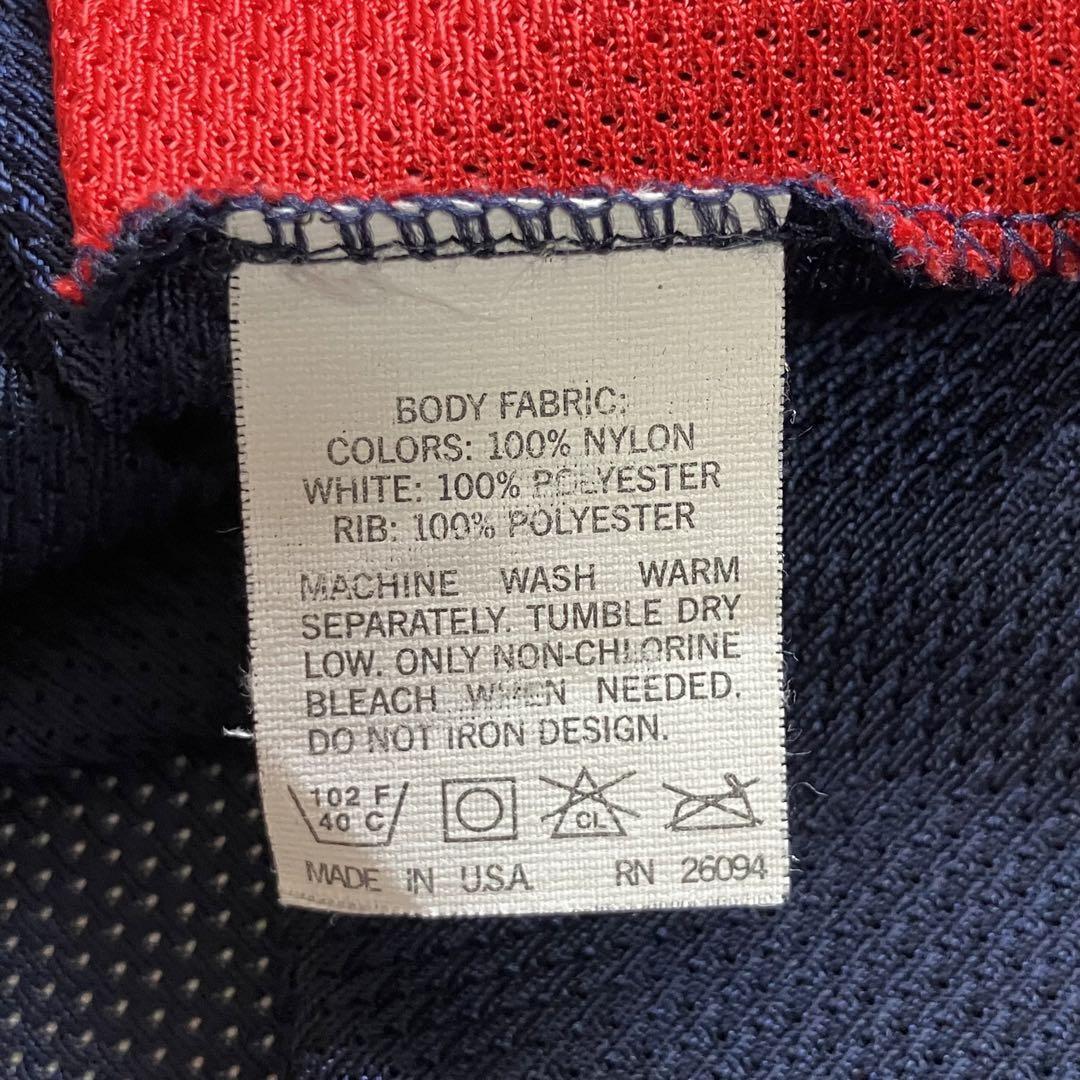 BODY FABRIC:
COLORS: 100% NYLON
WHITE: 100% POLYESTER
RIB: 100% POLYESTER
MACHINE WASH WARM
SEPARATELY. TUMBLE DRY
LOW. ONLY NON-CHLORINE
BLEACH WHEN NEEDED.
DO NOT IRON DESIGN.
102 F
40 C
CL
MADE IN U.S.A. RN 26094